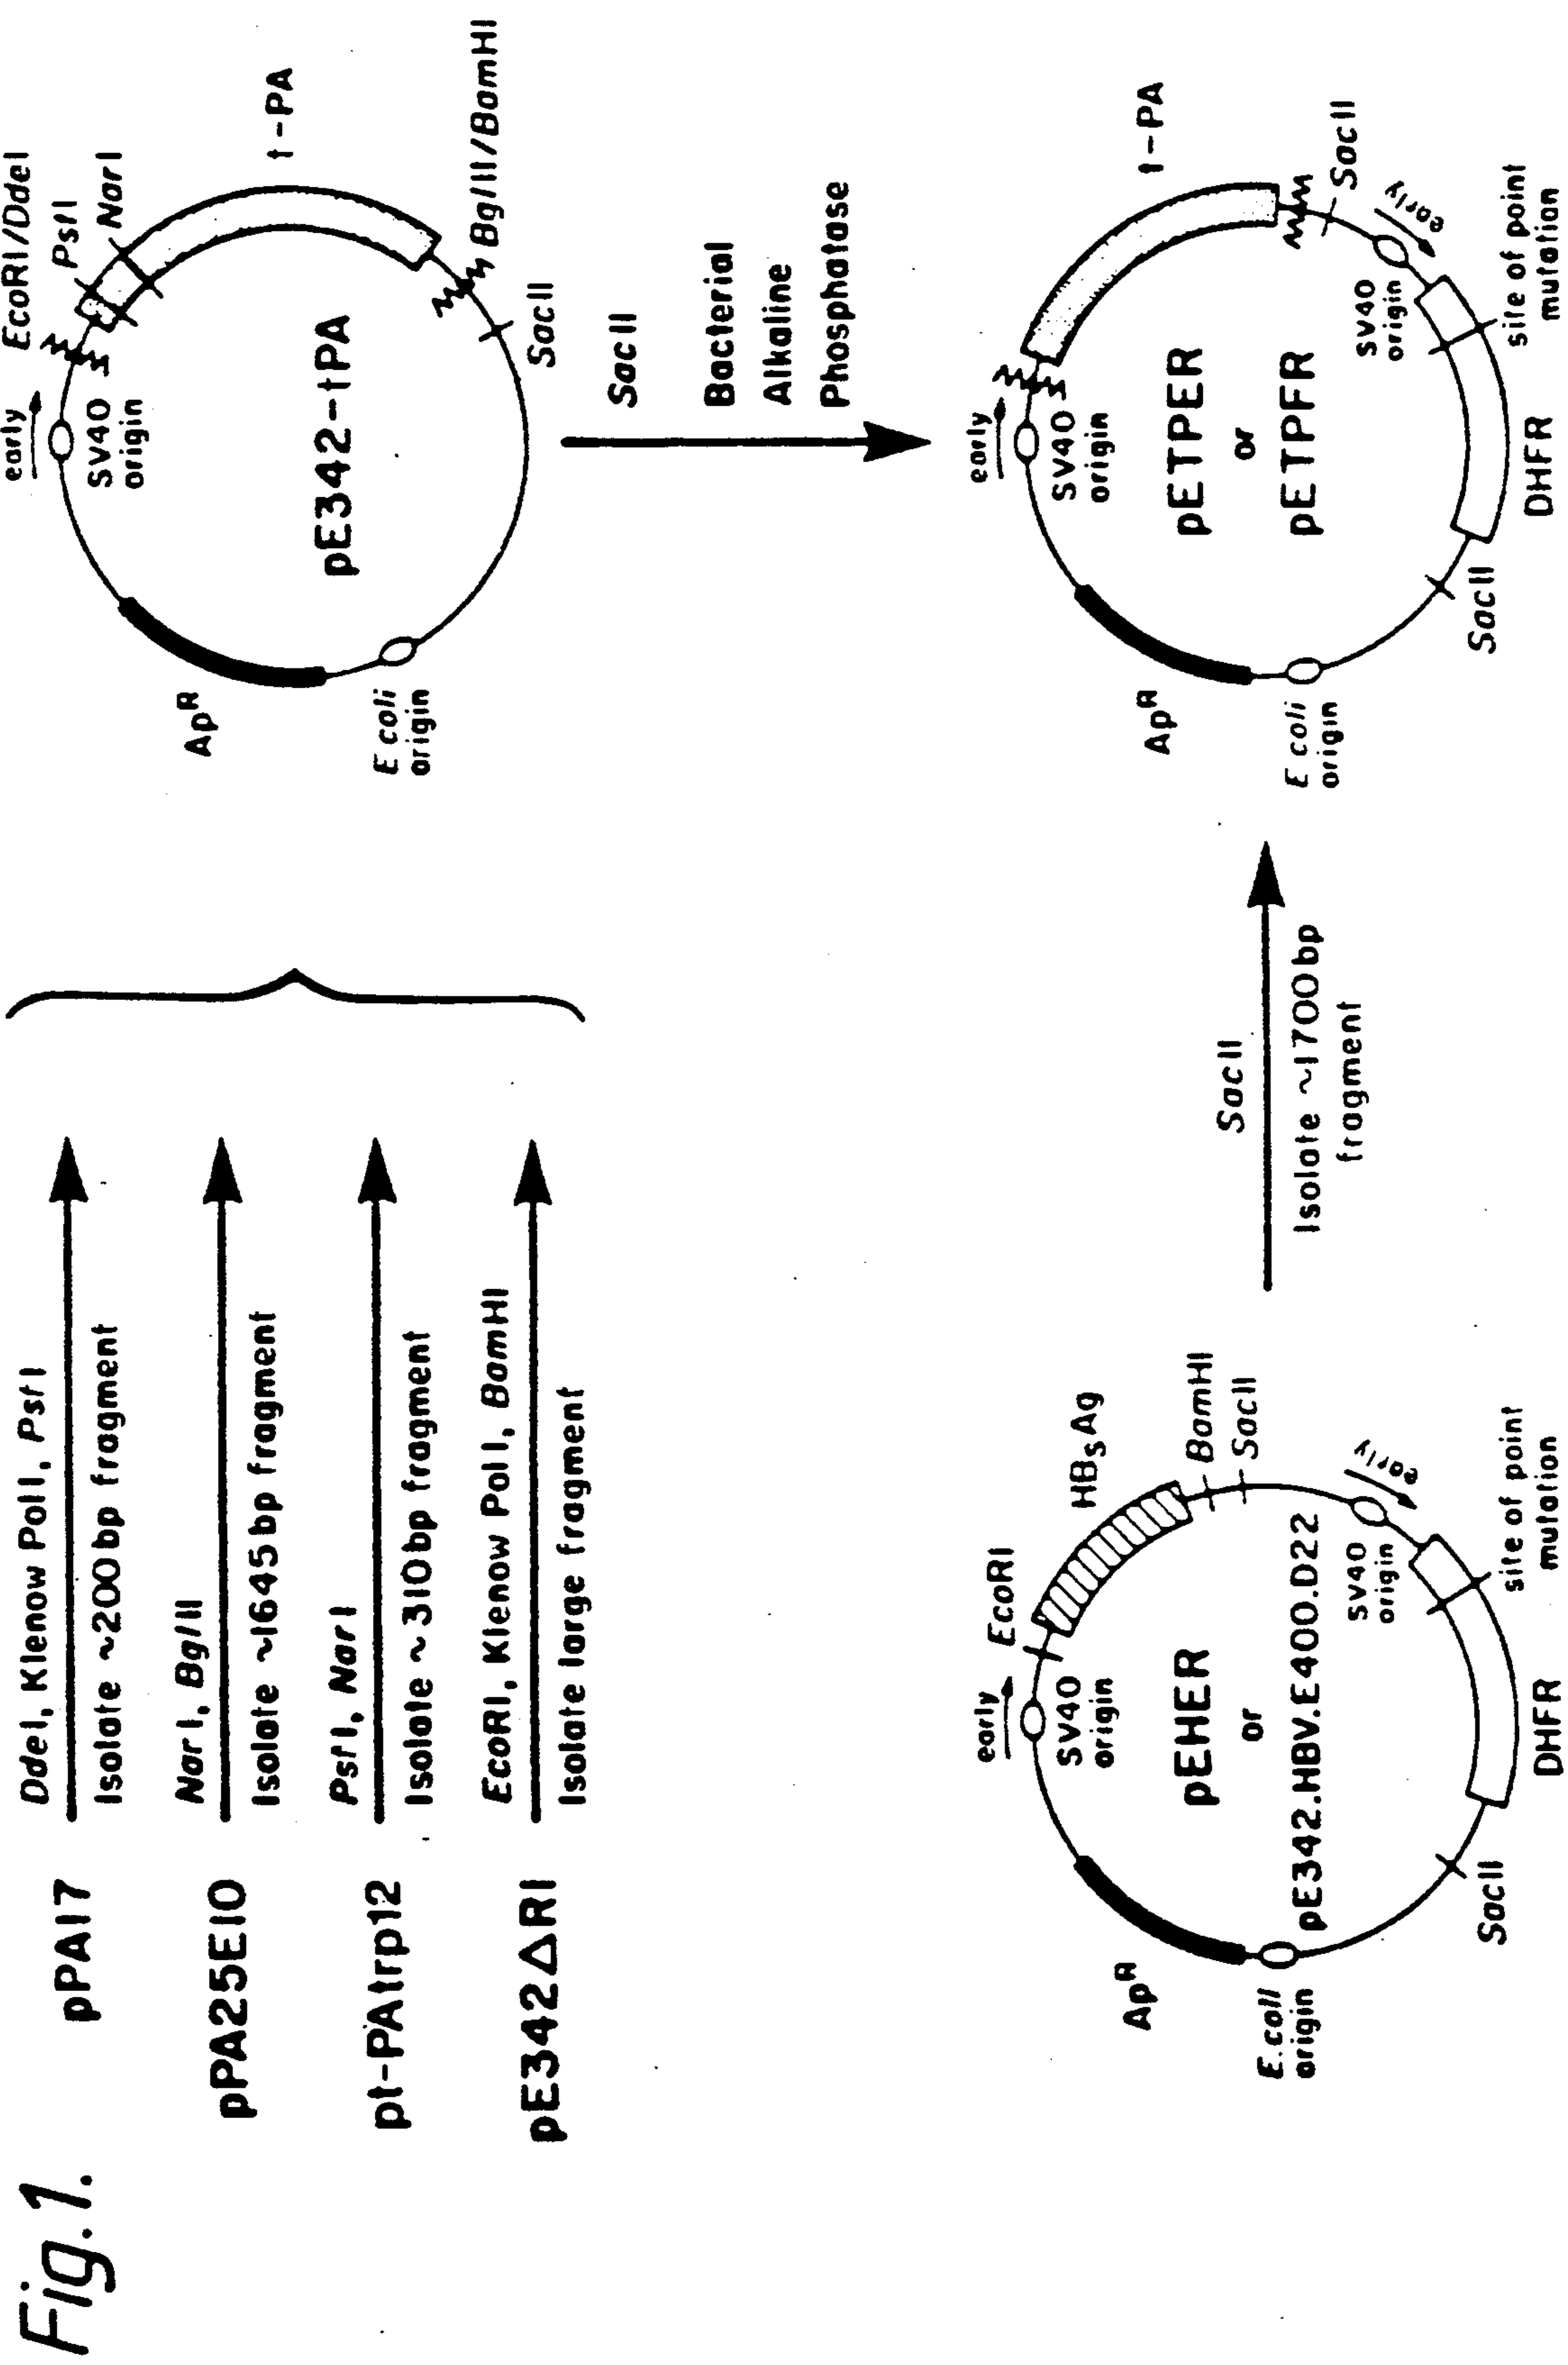 Fig.1.
pPA17
DdeI, Klenow PolI, PstI
Isolate ~200bp fragment
pPA25E10
NarI, BglII
Isolate ~1645bp fragment
pt-PAtrp12
PstI, NarI
Isolate ~310bp fragment
pE342ΔR1
EcoRI, Klenow PolI, BamHI
Isolate large fragment
early
EcoRI/DdeI
PstI
NarI
SV40
origin
t-PA
ApR
pE342-tPA
E coli
origin
BglII/BamHI
SacII
SacII
Bacterial
Alkaline
Phosphatase
early
EcoRI
SV40
origin
HBsAg
BamHI
SacII
ApR
pEHER
or
pE342.HBV.E400.D22
E.coli
origin
SV40
origin
early
site of point
mutation
SacII
DHFR
SacII
Isolate ~1700bp
fragment
early
SV40
origin
t-PA
ApR
pETPER
or
pETPFR
E coli
origin
SacII
early
SV40
origin
site of point
mutation
SacII
DHFR